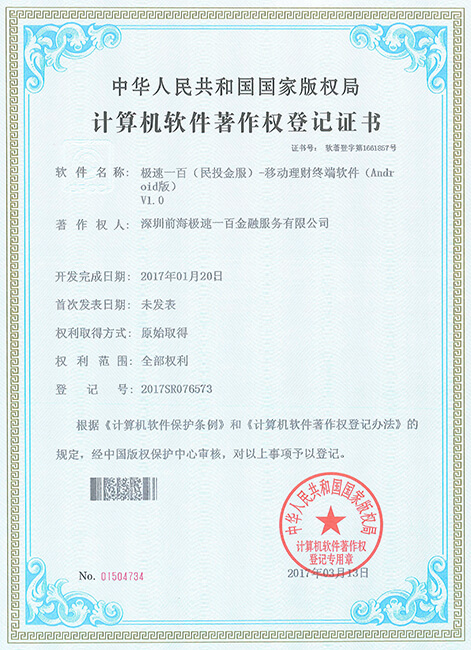 中华人民共和国国家版权局
计算机软件著作权登记证书
证书号： 软著登字第1661857号
软件名称： 极速一百（民投金服）-移动理财终端软件（Andr
oid版）
V1.0
著作权人： 深圳前海极速一百金融服务有限公司
开发完成日期： 2017年01月20日
首次发表日期： 未发表
权利取得方式： 原始取得
权利范围： 全部权利
登记号： 2017SR076573
根据《计算机软件保护条例》和《计算机软件著作权登记办法》的
规定，经中国版权保护中心审核，对以上事项予以登记。
中华人民共和国国家版权局
计算机软件著作权
登记专用章
No. 01504734
2017年03月13日